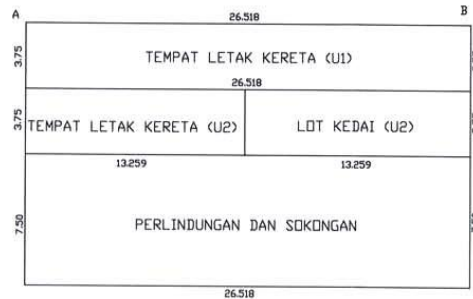 A B
26.518
3.75 TEMPAT LETAK KERETA (U1)
26.518
3.75 TEMPAT LETAK KERETA (U2) LOT KEDAI (U2)
13.259 13.259
7.50 PERLINDUNGAN DAN SOKONGAN
26.518